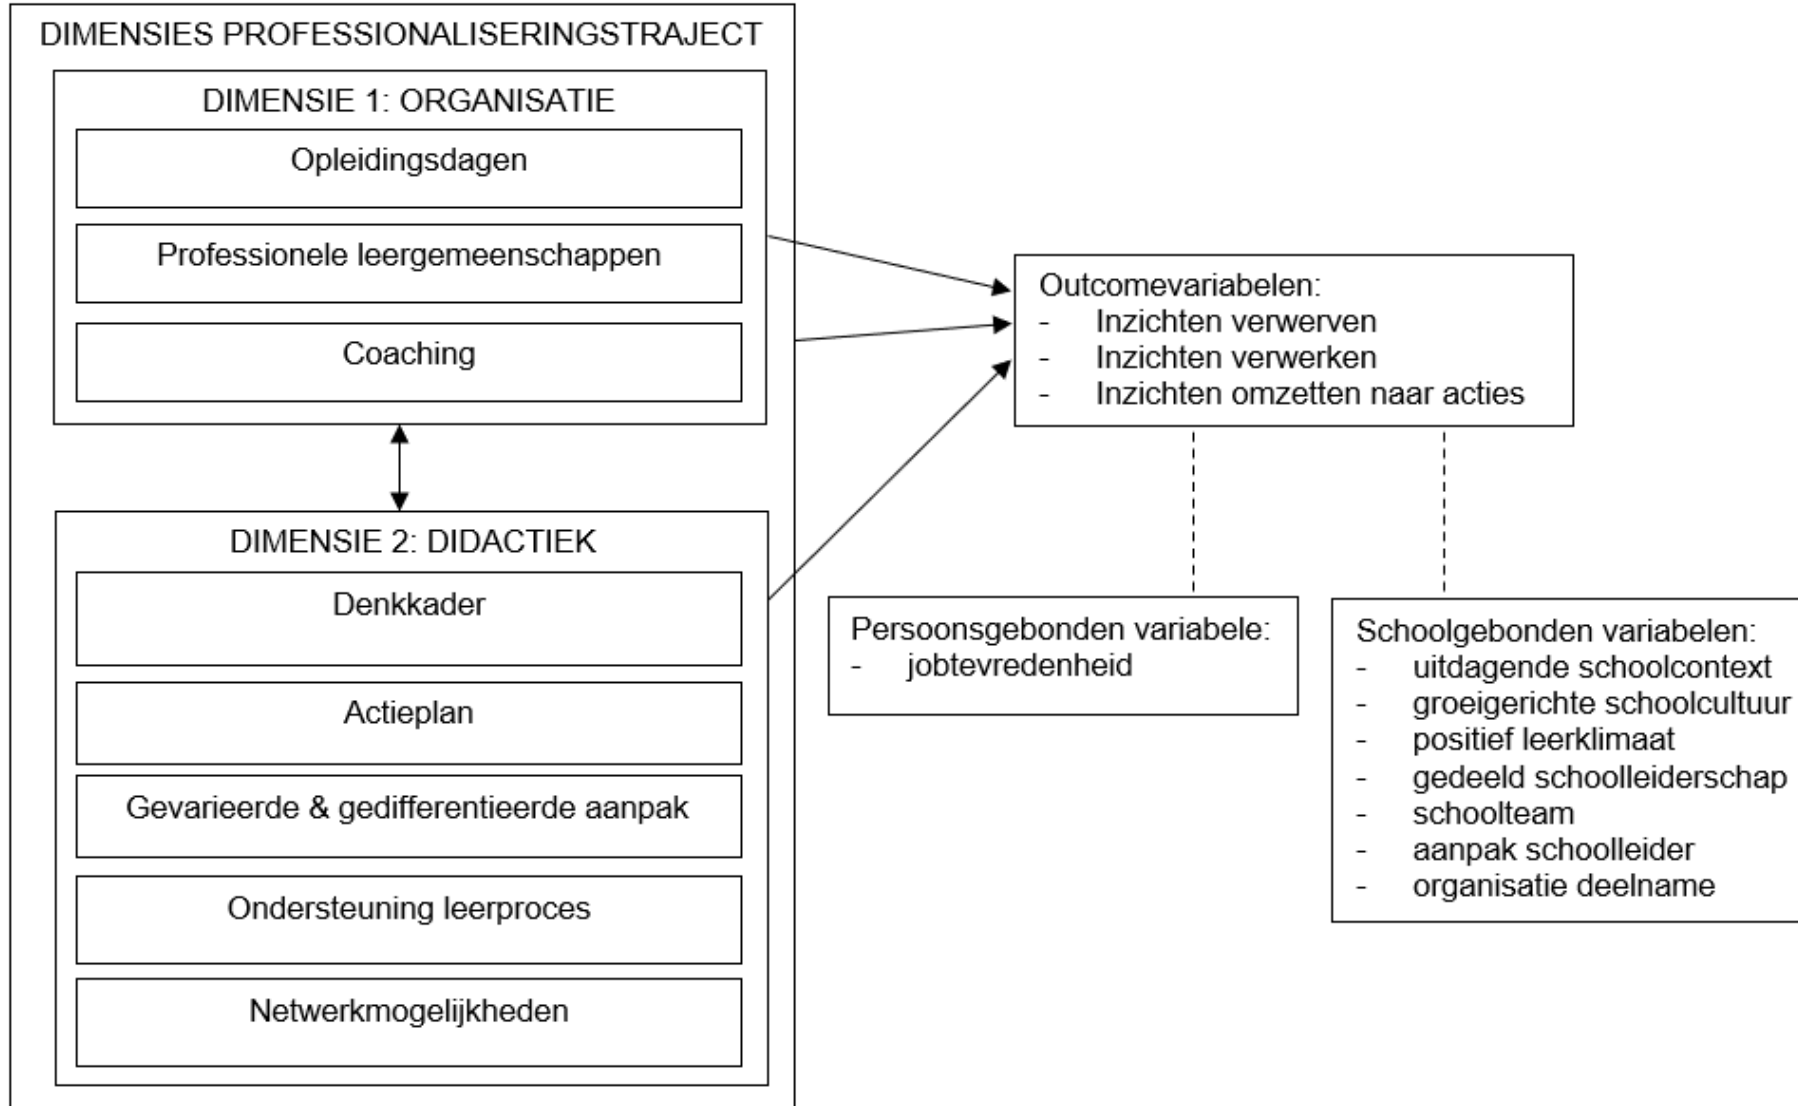 DIMENSIES PROFESSIONALISERINGSTRAJECT
DIMENSIE 1: ORGANISATIE
Opleidingsdagen
Professionele leergemeenschappen
Coaching
DIMENSIE 2: DIDACTIEK
Denkkader
Actieplan
Gevarieerde & gedifferentieerde aanpak
Ondersteuning leerproces
Netwerkmogelijkheden
Outcomevariabelen:
- Inzichten verwerven
- Inzichten verwerken
- Inzichten omzetten naar acties
Persoonsgebonden variabele:
- jobtevredenheid
Schoolgebonden variabelen:
- uitdagende schoolcontext
- groeigerichte schoolcultuur
- positief leerklimaat
- gedeeld schoolleiderschap
- schoolteam
- aanpak schoolleider
- organisatie deelname